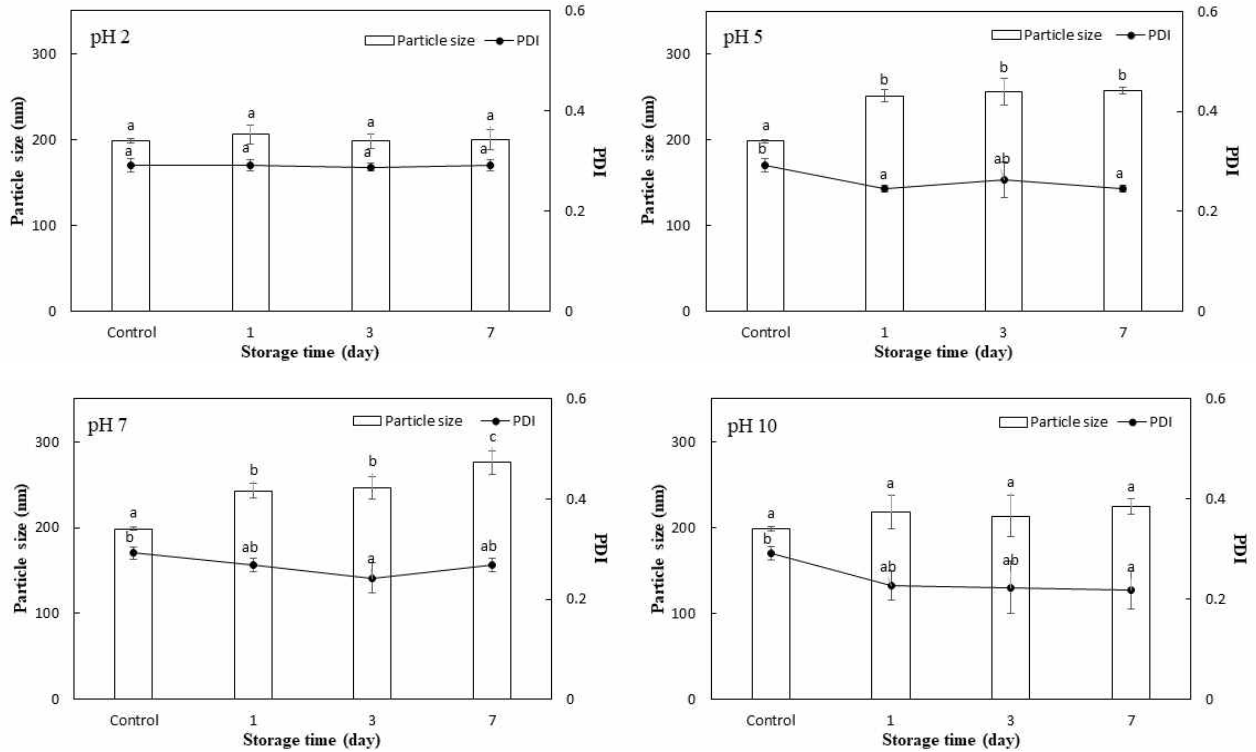 pH 2
Particle size
PDI
0.6
300
200
100
0
0.4
0.2
0
Particle size (nm)
PDI
a a a a
a a a a
Control 1 3 7
Storage time (day)
pH 5
Particle size
PDI
0.6
300
200
100
0
0.4
0.2
0
Particle size (nm)
PDI
a b b b
b a ab a
Control 1 3 7
Storage time (day)
pH 7
Particle size
PDI
0.6
300
200
100
0
0.4
0.2
0
Particle size (nm)
PDI
a b b c
b ab a ab
Control 1 3 7
Storage time (day)
pH 10
Particle size
PDI
0.6
300
200
100
0
0.4
0.2
0
Particle size (nm)
PDI
a a a a
b ab ab a
Control 1 3 7
Storage time (day)